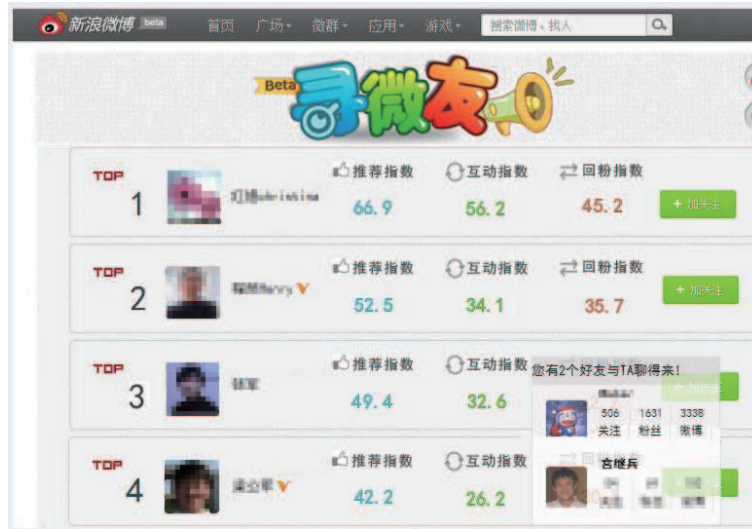 新浪微博 beta 首页 广场 微群 应用 游戏 搜索微博、找人
Beta 寻微友
TOP 1 推荐指数 互动指数 回粉指数
66.9 56.2 45.2 + 加关注
TOP 2 推荐指数 互动指数 回粉指数
52.5 34.1 35.7 + 加关注
TOP 3 推荐指数 互动指数
49.4 32.6
您有2个好友与TA聊得来!
506 1631 3338
关注 粉丝 微博
TOP 4 推荐指数 互动指数
42.2 26.2
宫继兵